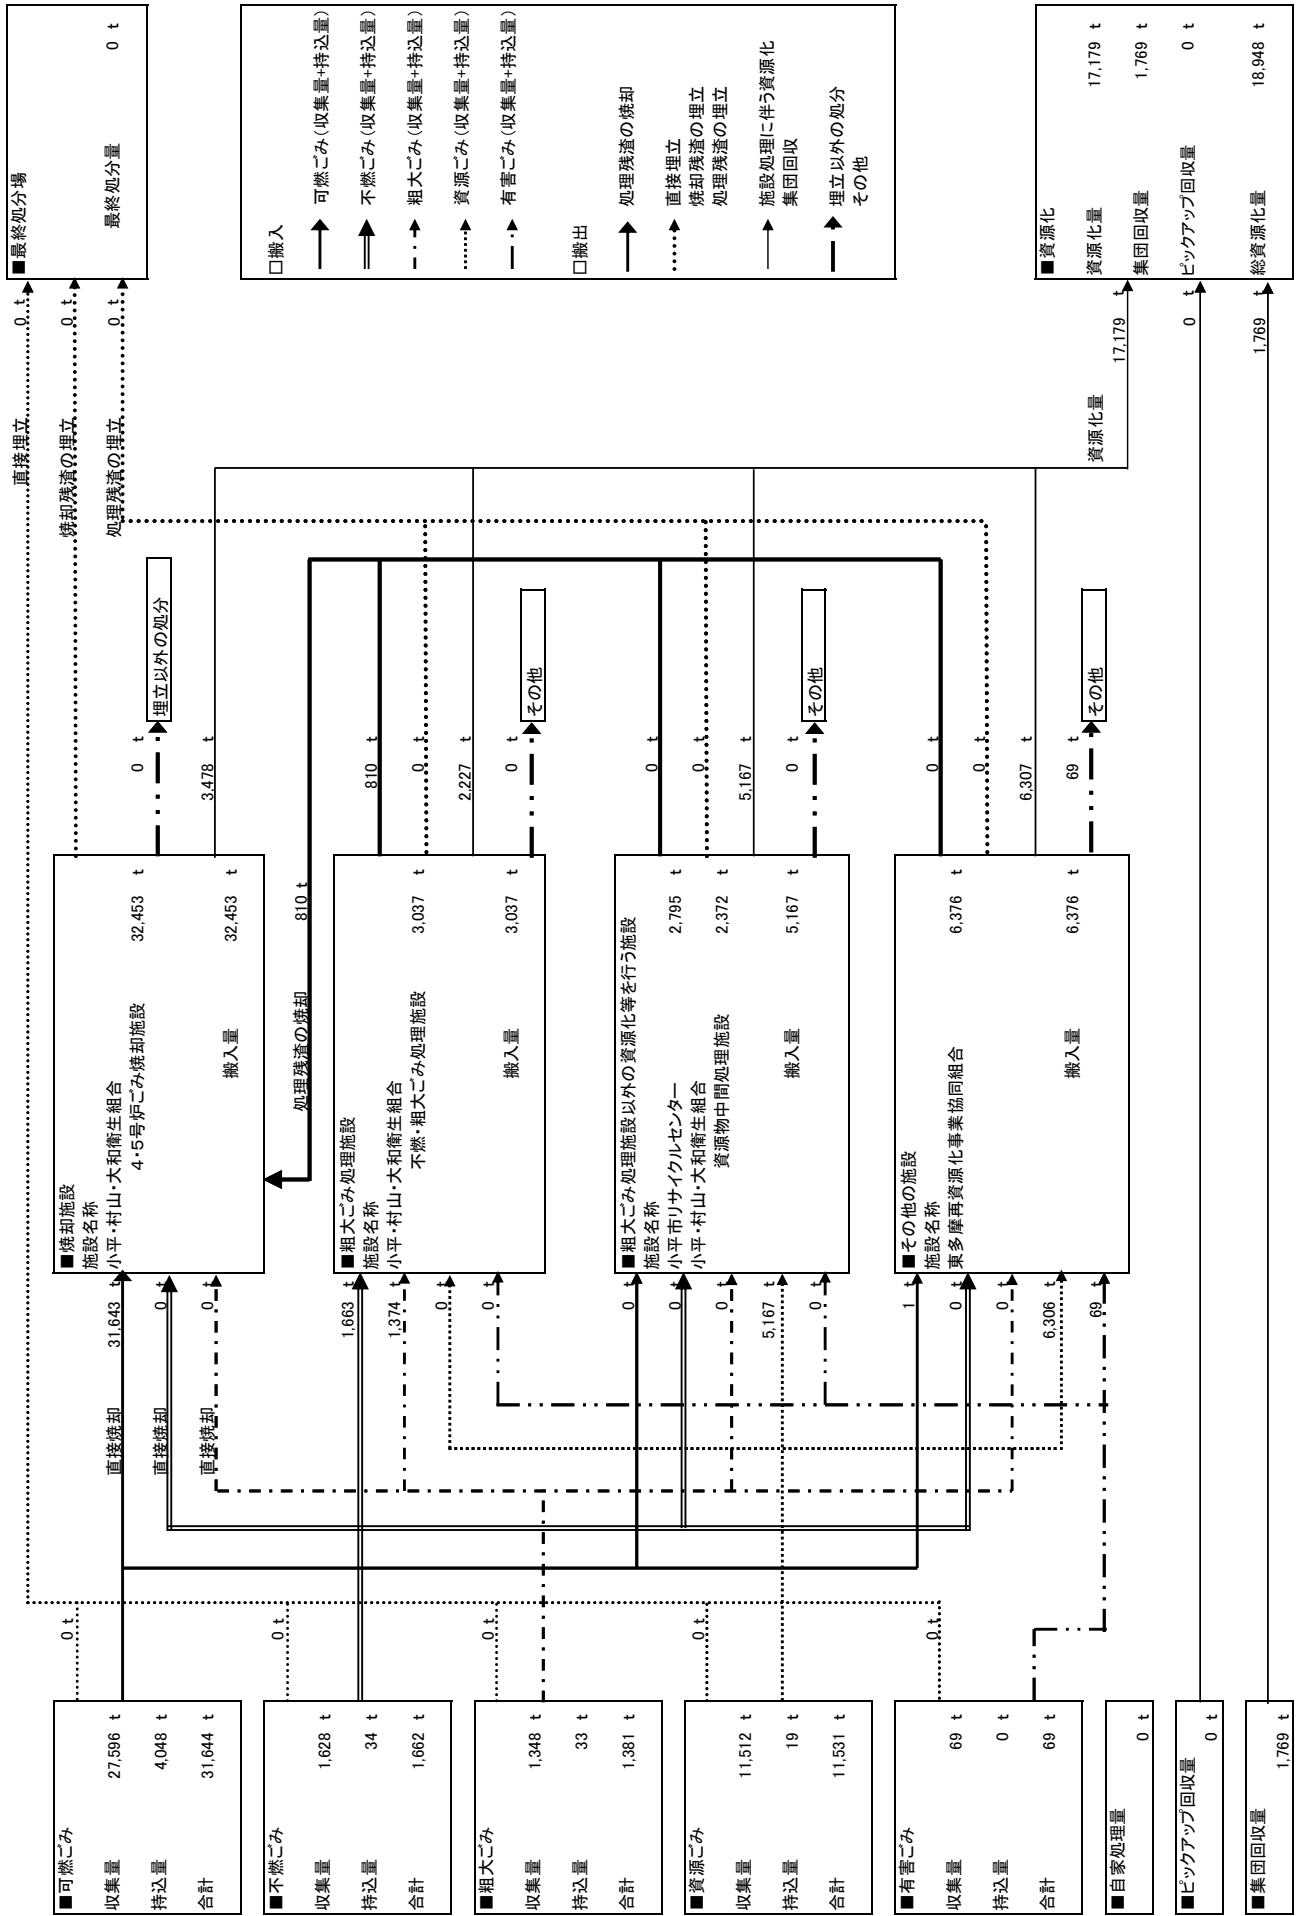 ■可燃ごみ
収集量 27,596 t
持込量 4,048 t
合計 31,644 t
■不燃ごみ
収集量 1,628 t
持込量 34 t
合計 1,662 t
■粗大ごみ
収集量 1,348 t
持込量 33 t
合計 1,381 t
■資源ごみ
収集量 11,512 t
持込量 19 t
合計 11,531 t
■有害ごみ
収集量 69 t
持込量 0 t
合計 69 t
■自家処理量
0 t
■ピックアップ回収量
0 t
■集団回収量
1,769 t
0 t
0 t
0 t
0 t
0 t
直接焼却 31,643 t
直接焼却 0 t
直接焼却 0 t
1,663 t
1,374 t
0 t
0 t
0 t
0 t
0 t
5,167 t
0 t
1 t
0 t
0 t
6,306 t
69 t
■焼却施設
施設名称
小平・村山・大和衛生組合 32,453 t
4・5号炉ごみ焼却施設
搬入量 32,453 t
処理残渣の焼却 810 t
■粗大ごみ処理施設
施設名称
小平・村山・大和衛生組合 3,037 t
不燃・粗大ごみ処理施設
搬入量 3,037 t
■粗大ごみ処理施設以外の資源化等を行う施設
施設名称
小平市リサイクルセンター 2,795 t
小平・村山・大和衛生組合 2,372 t
資源物中間処理施設
搬入量 5,167 t
■その他の施設
施設名称
東多摩再資源化事業協同組合 6,376 t
搬入量 6,376 t
0 t
埋立以外の処分
3,478 t
810 t
0 t
2,227 t
0 t
その他
0 t
0 t
5,167 t
0 t
その他
0 t
0 t
6,307 t
69 t
その他
直接埋立 0 t
焼却残渣の埋立 0 t
処理残渣の埋立 0 t
資源化量 17,179 t
0 t
1,769 t
■最終処分場
最終処分量 0 t
□搬入
可燃ごみ(収集量+持込量)
不燃ごみ(収集量+持込量)
粗大ごみ(収集量+持込量)
資源ごみ(収集量+持込量)
有害ごみ(収集量+持込量)
□搬出
処理残渣の焼却
直接埋立
焼却残渣の埋立
処理残渣の埋立
施設処理に伴う資源化
集団回収
埋立以外の処分
その他
■資源化
資源化量 17,179 t
集団回収量 1,769 t
ピックアップ回収量 0 t
総資源化量 18,948 t